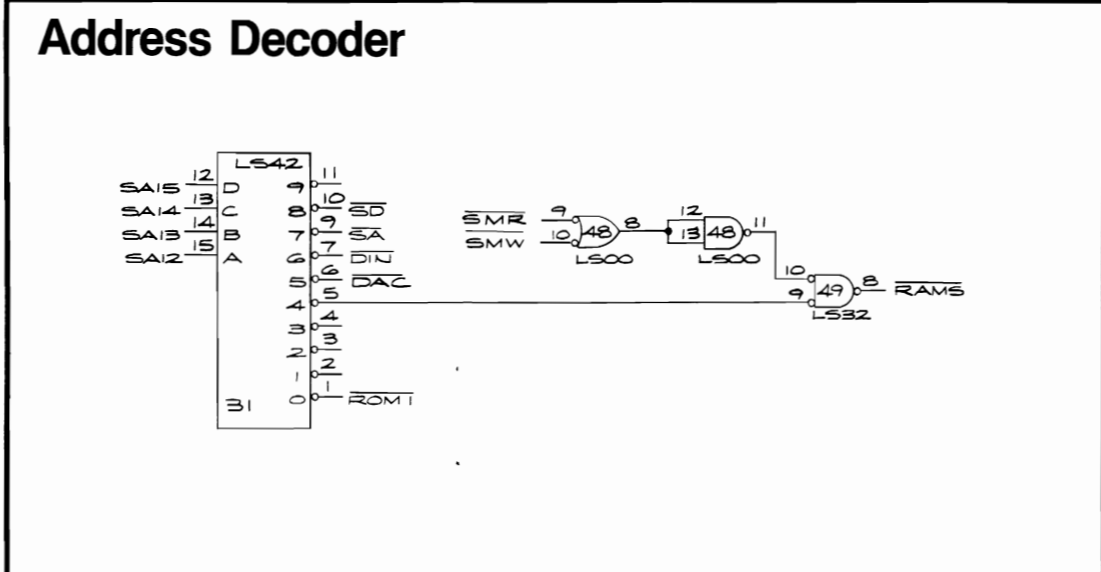 Address Decoder
LS42
SA15 12 D 9 11
SA14 13 C 8 10 SD
SA13 14 B 7 9 SA
SA12 15 A 6 7 DIN
5 6 DAC
4 5
3 4
2 3
1 2
31 0 1 ROM1
SMR 9
SMW 10
48 8
LS00
12
13 48 11
LS00
10
9 49 8 RAMS
LS32